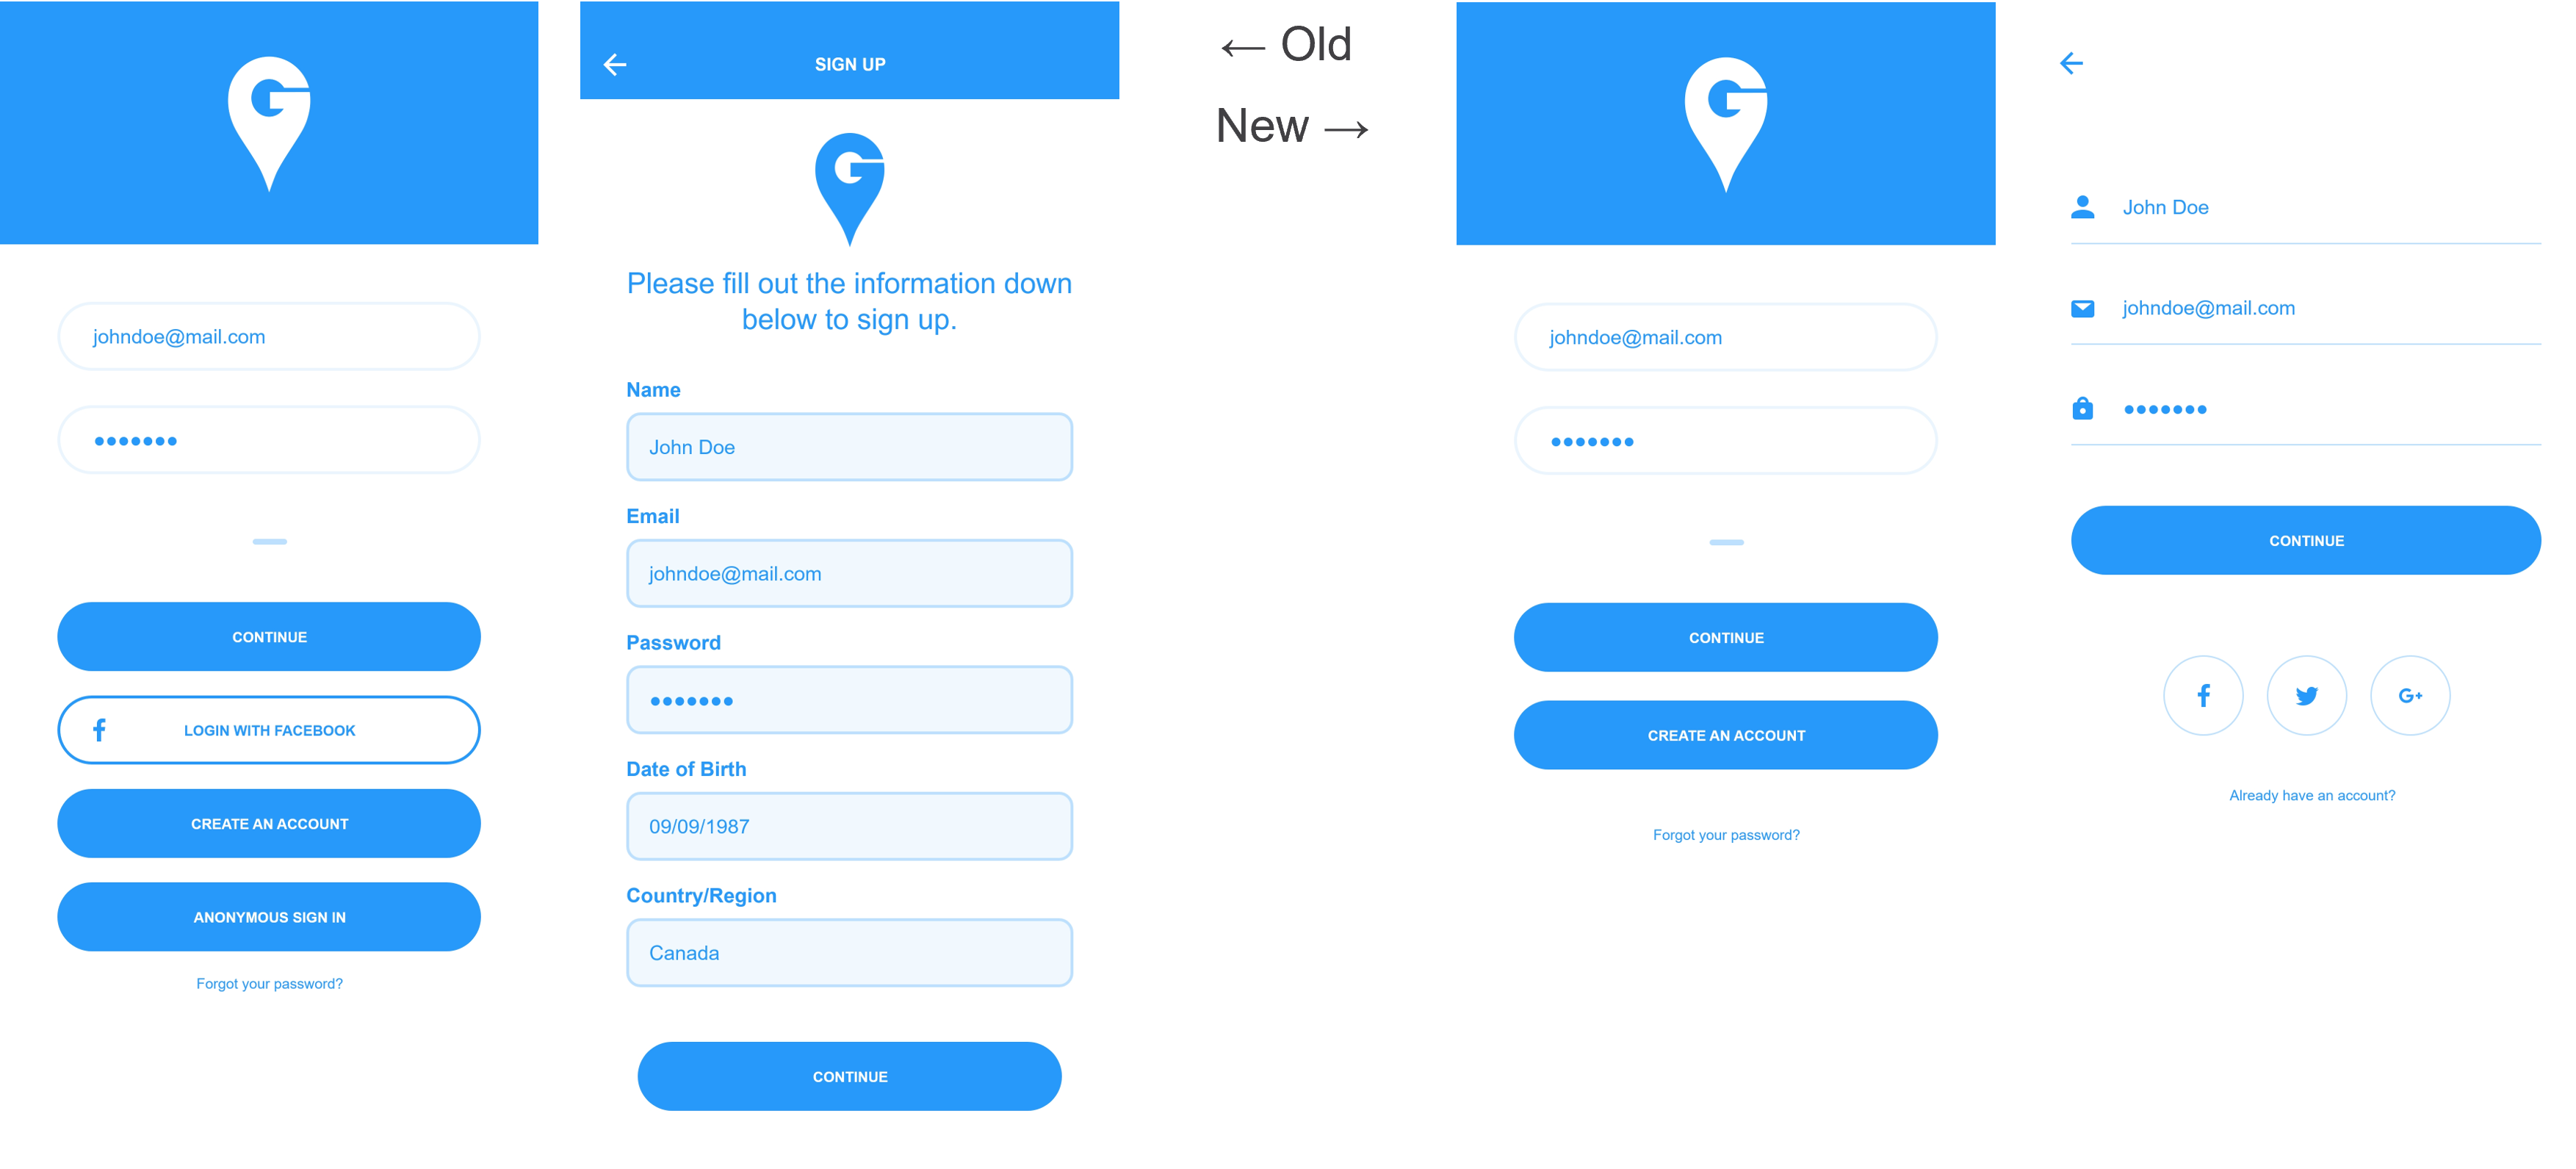 G
johndoe@mail.com
•••••••
CONTINUE
f LOGIN WITH FACEBOOK
CREATE AN ACCOUNT
ANONYMOUS SIGN IN
Forgot your password?
SIGN UP
G
Please fill out the information down
below to sign up.
Name
John Doe
Email
johndoe@mail.com
Password
•••••••
Date of Birth
09/09/1987
Country/Region
Canada
CONTINUE
← Old
New →
G
johndoe@mail.com
•••••••
CONTINUE
CREATE AN ACCOUNT
Forgot your password?
John Doe
johndoe@mail.com
•••••••
CONTINUE
f G+
Already have an account?